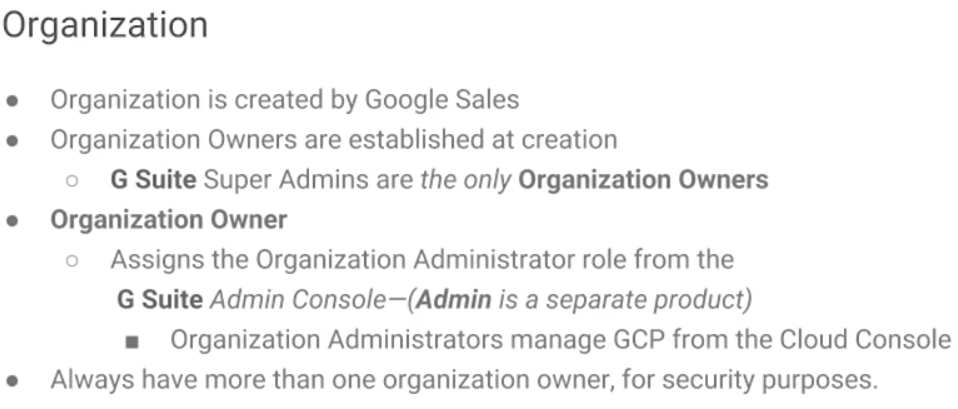 Organization
● Organization is created by Google Sales
● Organization Owners are established at creation
○ G Suite Super Admins are the only Organization Owners
● Organization Owner
○ Assigns the Organization Administrator role from the
G Suite Admin Console—(Admin is a separate product)
■ Organization Administrators manage GCP from the Cloud Console
● Always have more than one organization owner, for security purposes.